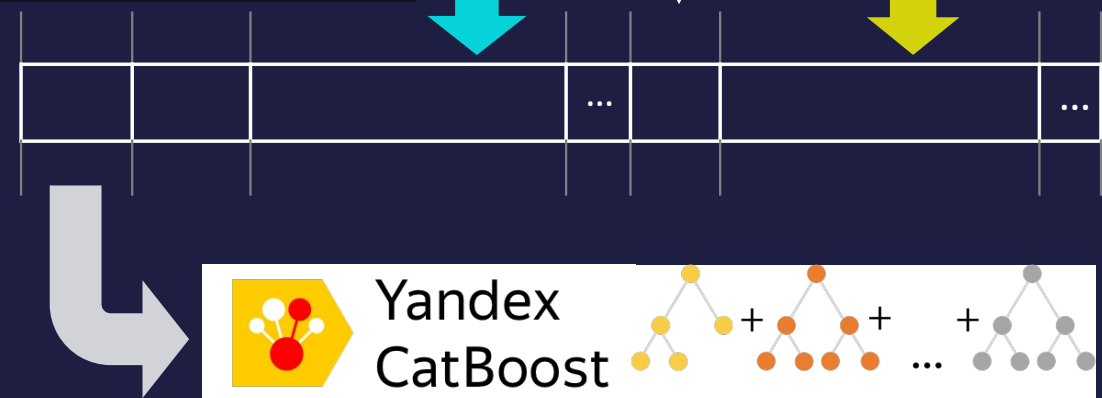 ... ...
Yandex
CatBoost
+ + ... +